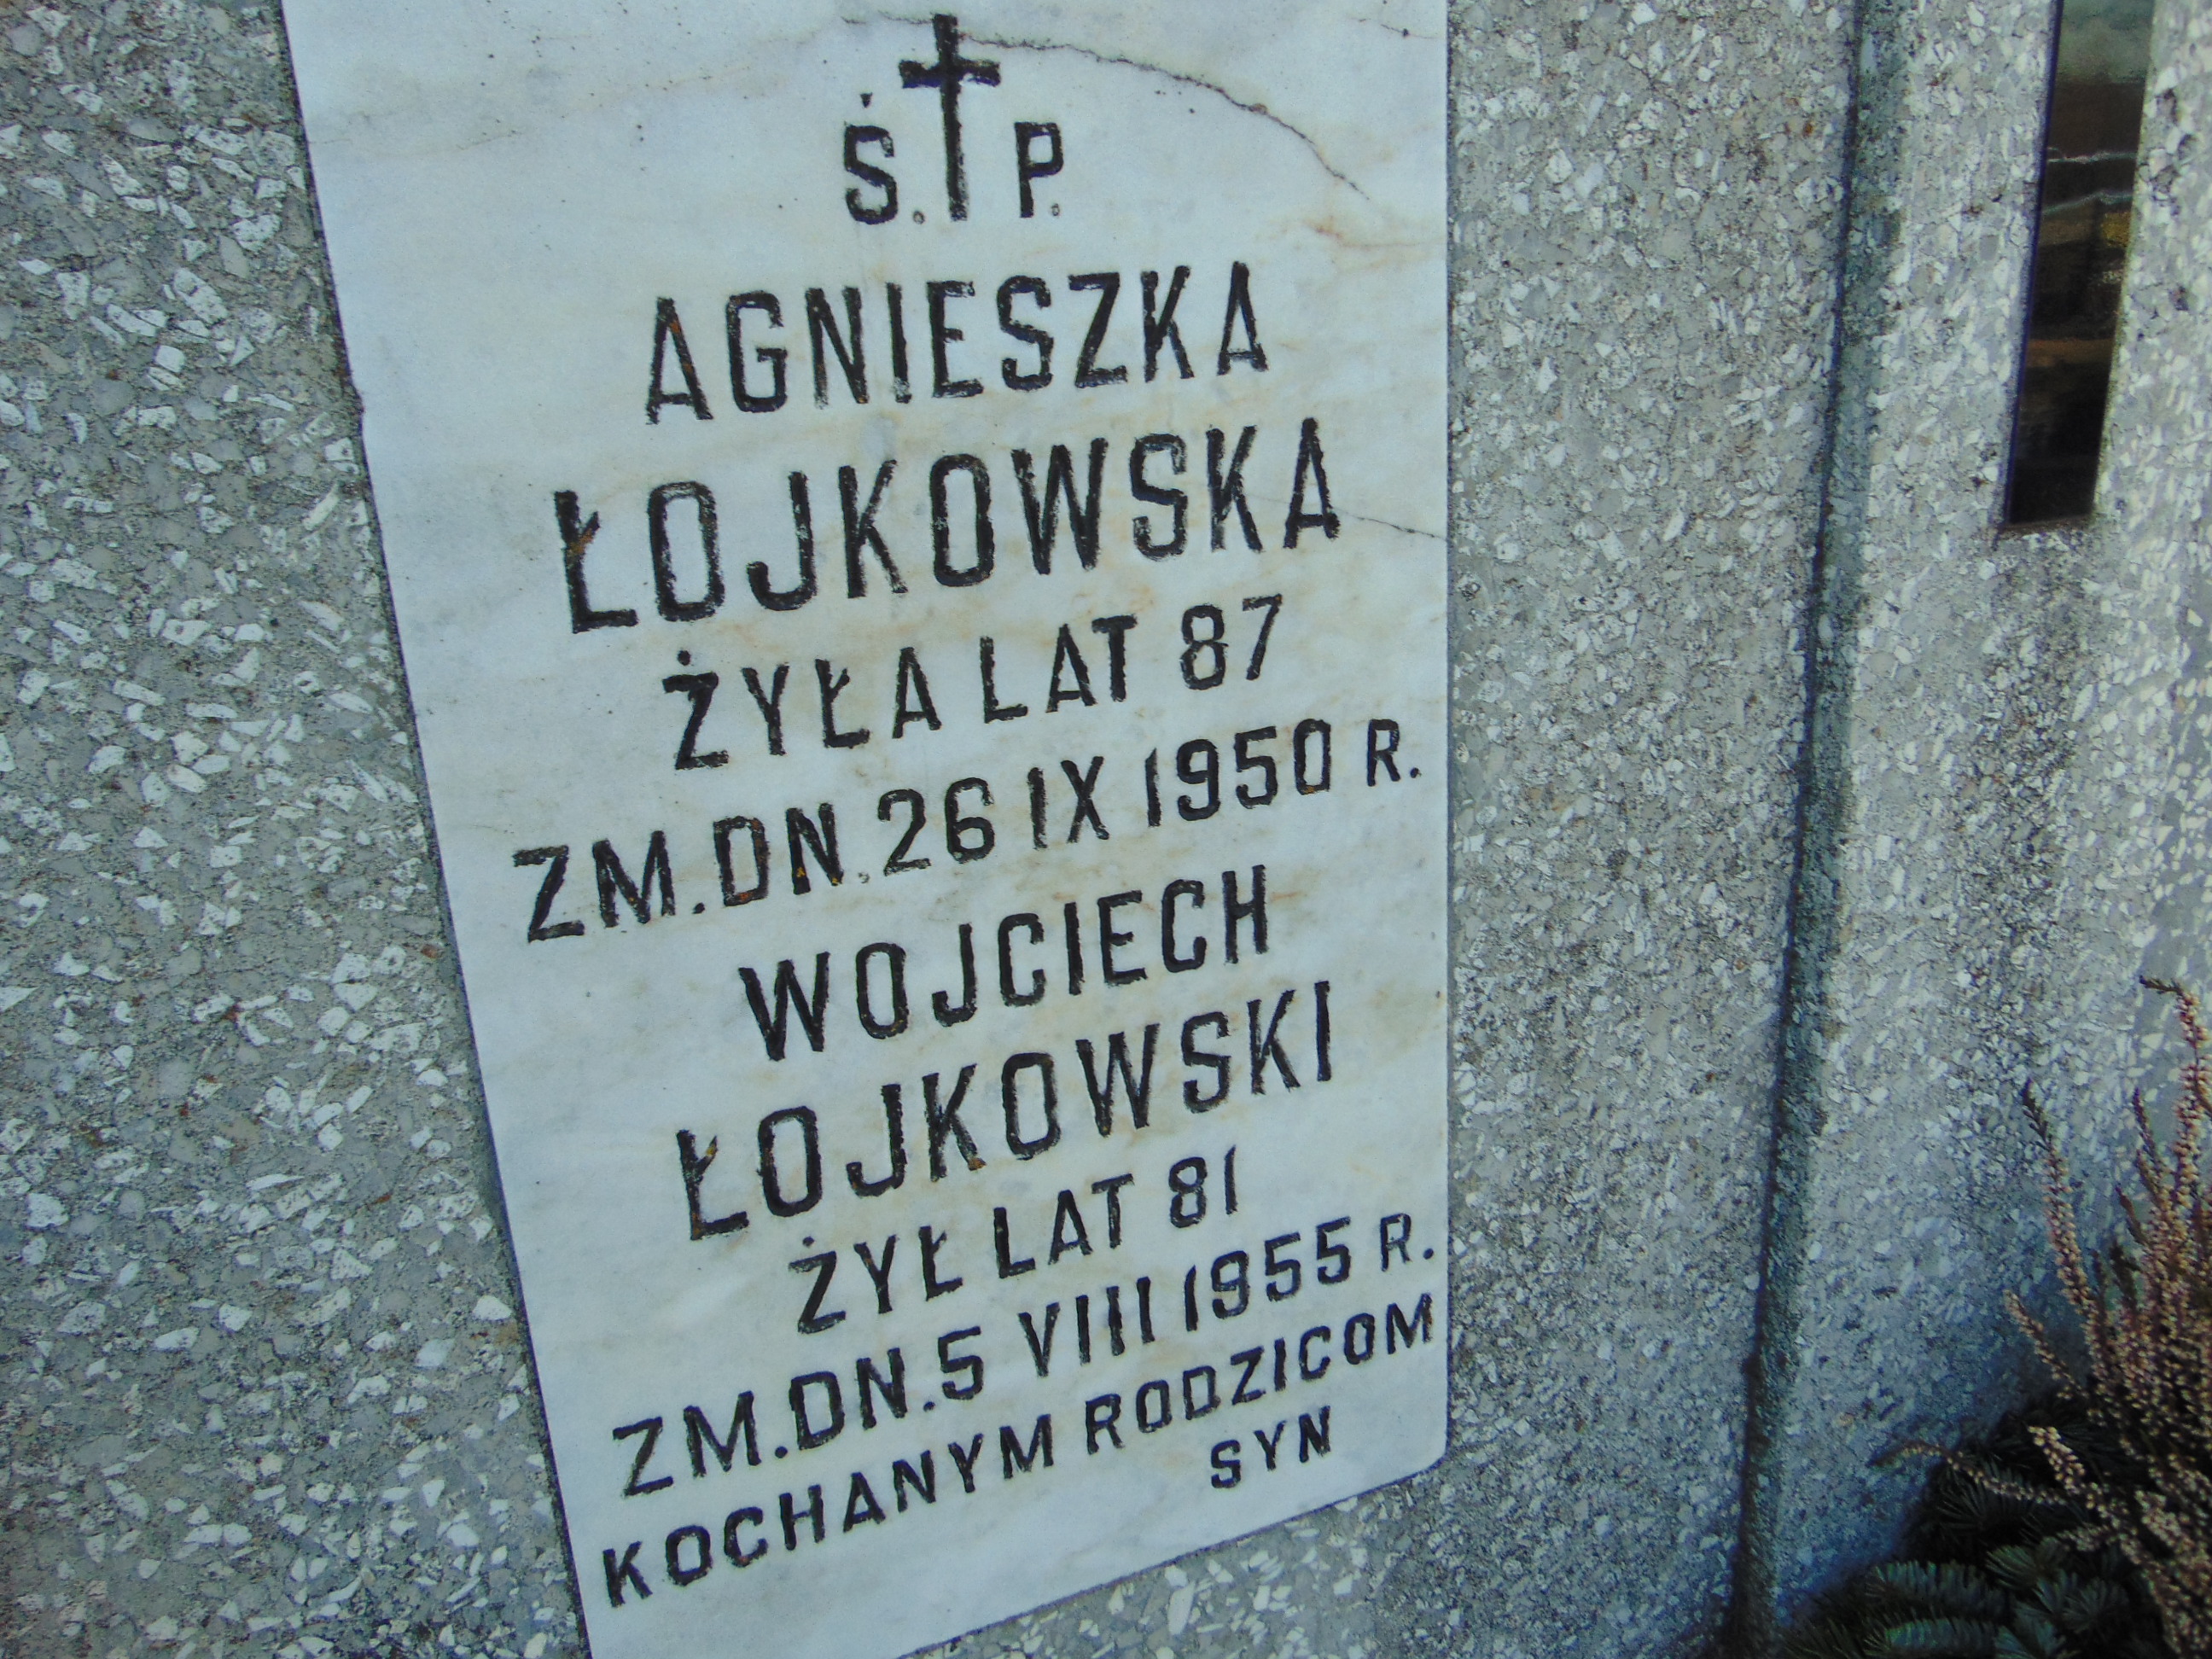 Ś. P.
AGNIESZKA
ŁOJKOWSKA
ŻYŁA LAT 87
ZM. DN. 26 IX 1950 R.
WOJCIECH
ŁOJKOWSKI
ŻYŁ LAT 81
ZM. DN. 5 VIII 1955 R.
KOCHANYM RODZICOM
SYN